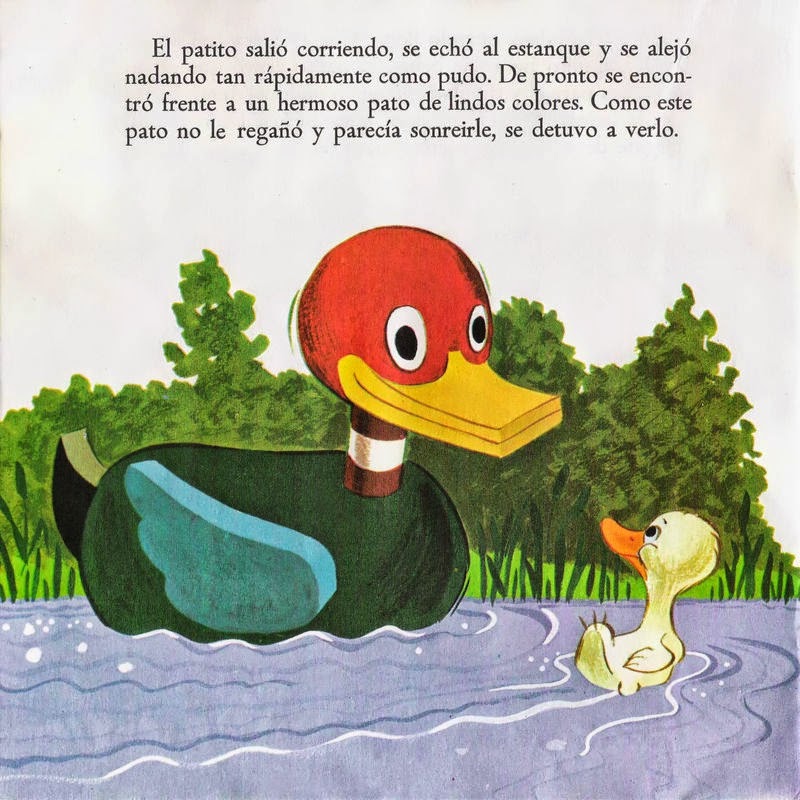 El patito salió corriendo, se echó al estanque y se alejó
nadando tan rápidamente como pudo. De pronto se encon-
tró frente a un hermoso pato de lindos colores. Como este
pato no le regañó y parecía sonreirle, se detuvo a verlo.